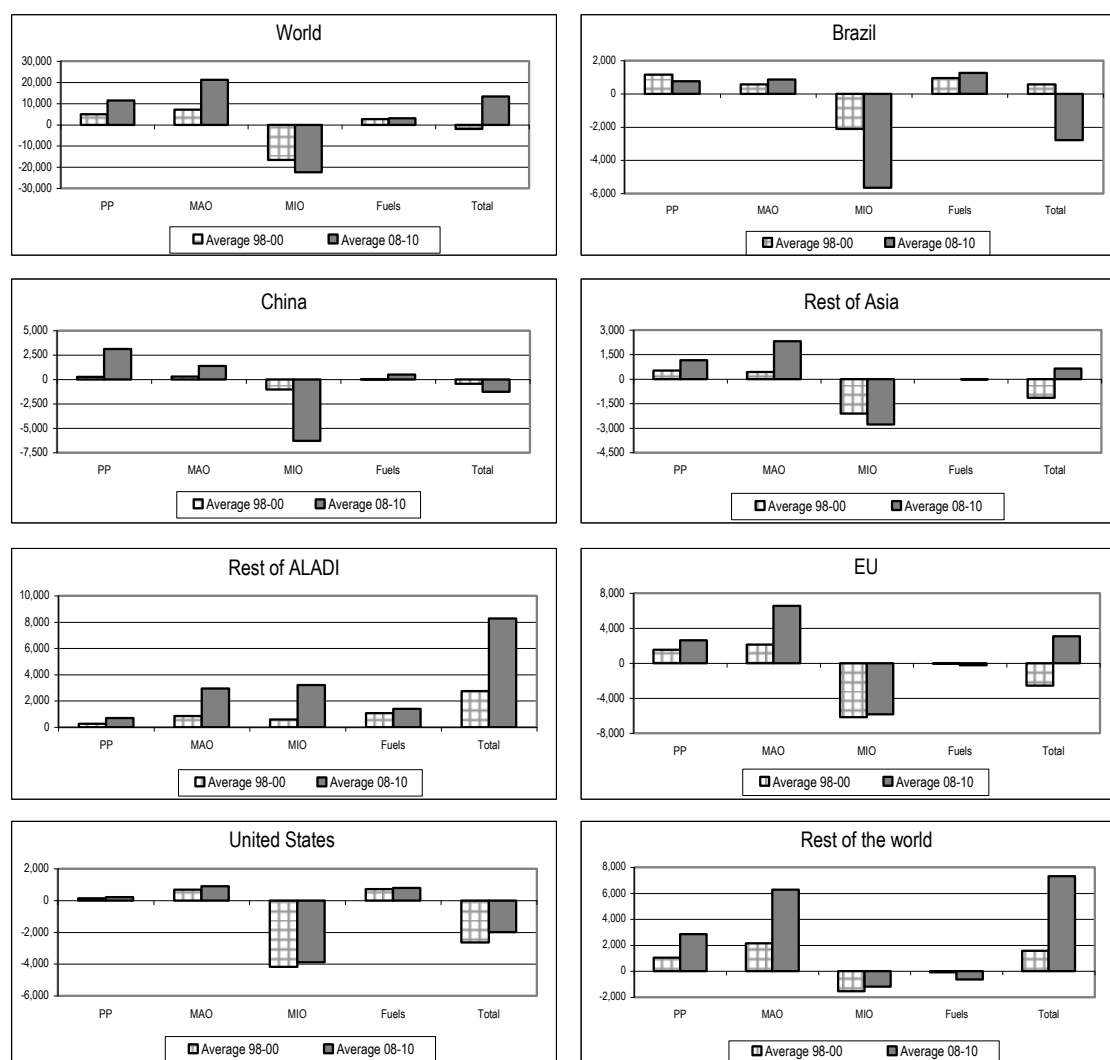 World
30,000
20,000
10,000
0
-10,000
-20,000
-30,000
PP MAO MIO Fuels Total
Average 98-00 Average 08-10
Brazil
2,000
0
-2,000
-4,000
-6,000
PP MAO MIO Fuels Total
Average 98-00 Average 08-10
China
5,000
2,500
0
-2,500
-5,000
-7,500
PP MAO MIO Fuels Total
Average 98-00 Average 08-10
Rest of Asia
3,000
1,500
0
-1,500
-3,000
-4,500
PP MAO MIO Fuels Total
Average 98-00 Average 08-10
Rest of ALADI
10,000
8,000
6,000
4,000
2,000
0
PP MAO MIO Fuels Total
Average 98-00 Average 08-10
EU
8,000
4,000
0
-4,000
-8,000
PP MAO MIO Fuels Total
Average 98-00 Average 08-10
United States
2,000
0
-2,000
-4,000
-6,000
PP MAO MIO Fuels Total
Average 98-00 Average 08-10
Rest of the world
8,000
6,000
4,000
2,000
0
-2,000
PP MAO MIO Fuels Total
Average 98-00 Average 08-10